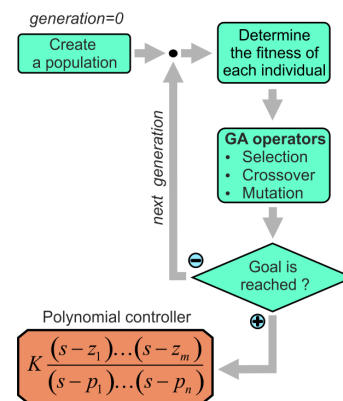 generation=0
Create
a population
Determine
the fitness of
each individual
GA operators
• Selection
• Crossover
• Mutation
next generation
−
Goal is
reached ?
+
Polynomial controller
K (s−z₁)…(s−zₘ)
(s−p₁)…(s−pₙ)